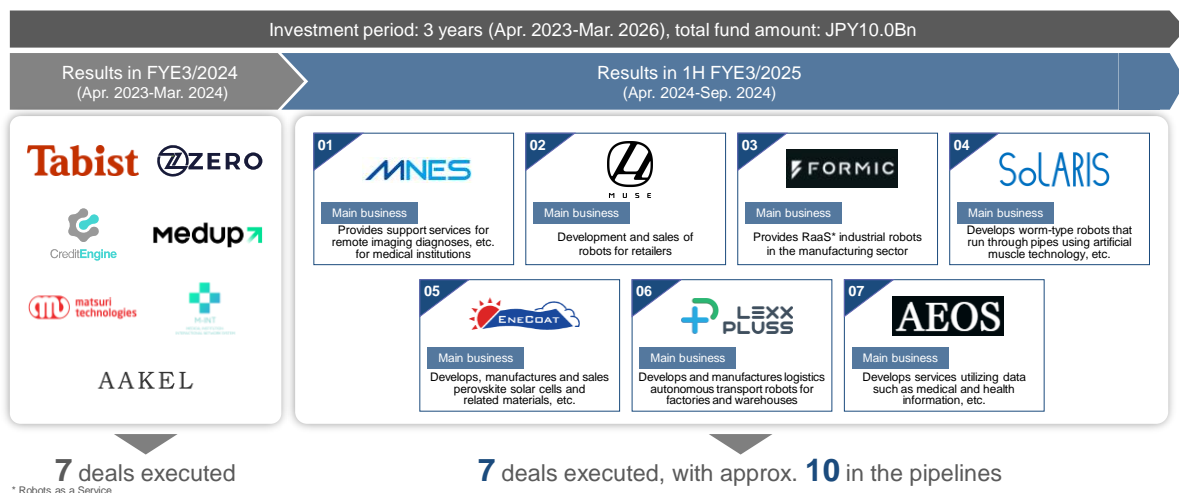 Investment period: 3 years (Apr. 2023-Mar. 2026), total fund amount: JPY10.0Bn
Results in FYE3/2024
(Apr. 2023-Mar. 2024)
Results in 1H FYE3/2025
(Apr. 2024-Sep. 2024)
Tabist
ZERO
CreditEngine
Medup
matsuri
technologies
M-INT
AAKEL
01
MNES
Main business
Provides support services for
remote imaging diagnoses, etc.
for medical institutions
02
MUSE
Main business
Development and sales of
robots for retailers
03
FORMIC
Main business
Provides RaaS* industrial robots
in the manufacturing sector
04
SOLARIS
Main business
Develops worm-type robots that
run through pipes using artificial
muscle technology, etc.
05
ENECOAT
Main business
Develops, manufactures and sales
perovskite solar cells and
related materials, etc.
06
LEXX
PLUSS
Main business
Develops and manufactures logistics
autonomous transport robots for
factories and warehouses
07
AEOS
Main business
Develops services utilizing data
such as medical and health
information, etc.
7 deals executed
7 deals executed, with approx. 10 in the pipelines
* Robots as a Service